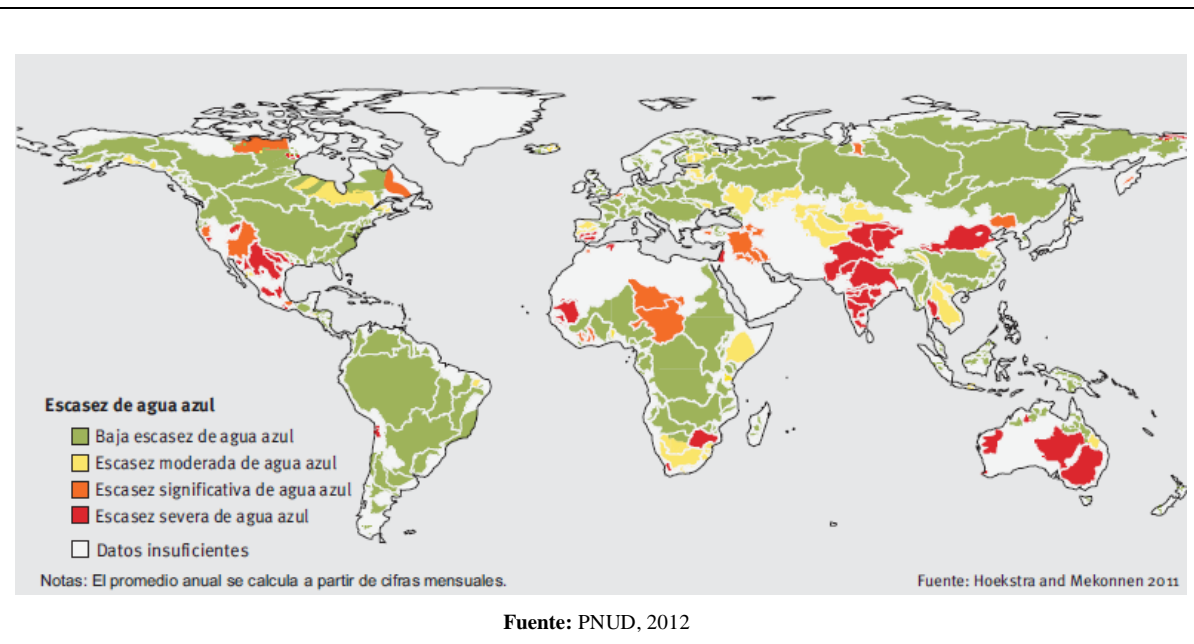 Escasez de agua azul
Baja escasez de agua azul
Escasez moderada de agua azul
Escasez significativa de agua azul
Escasez severa de agua azul
Datos insuficientes
Notas: El promedio anual se calcula a partir de cifras mensuales.
Fuente: Hoekstra and Mekonnen 2011
Fuente: PNUD, 2012